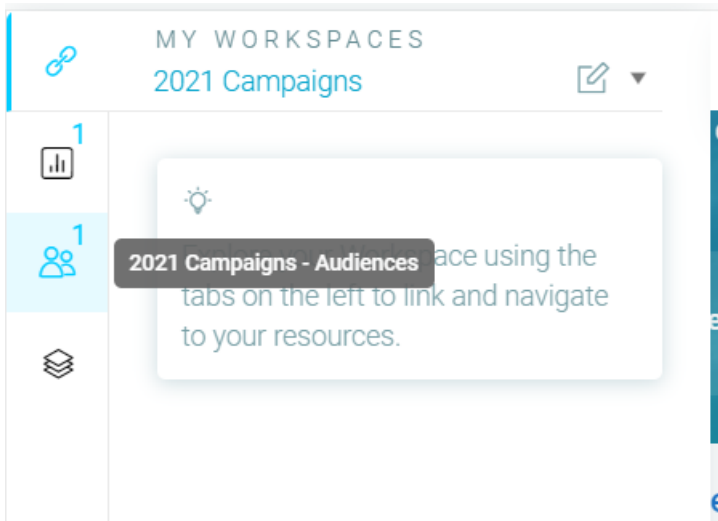 MY WORKSPACES
2021 Campaigns
1
1
2021 Campaigns - Audiences
ace using the
tabs on the left to link and navigate
to your resources.